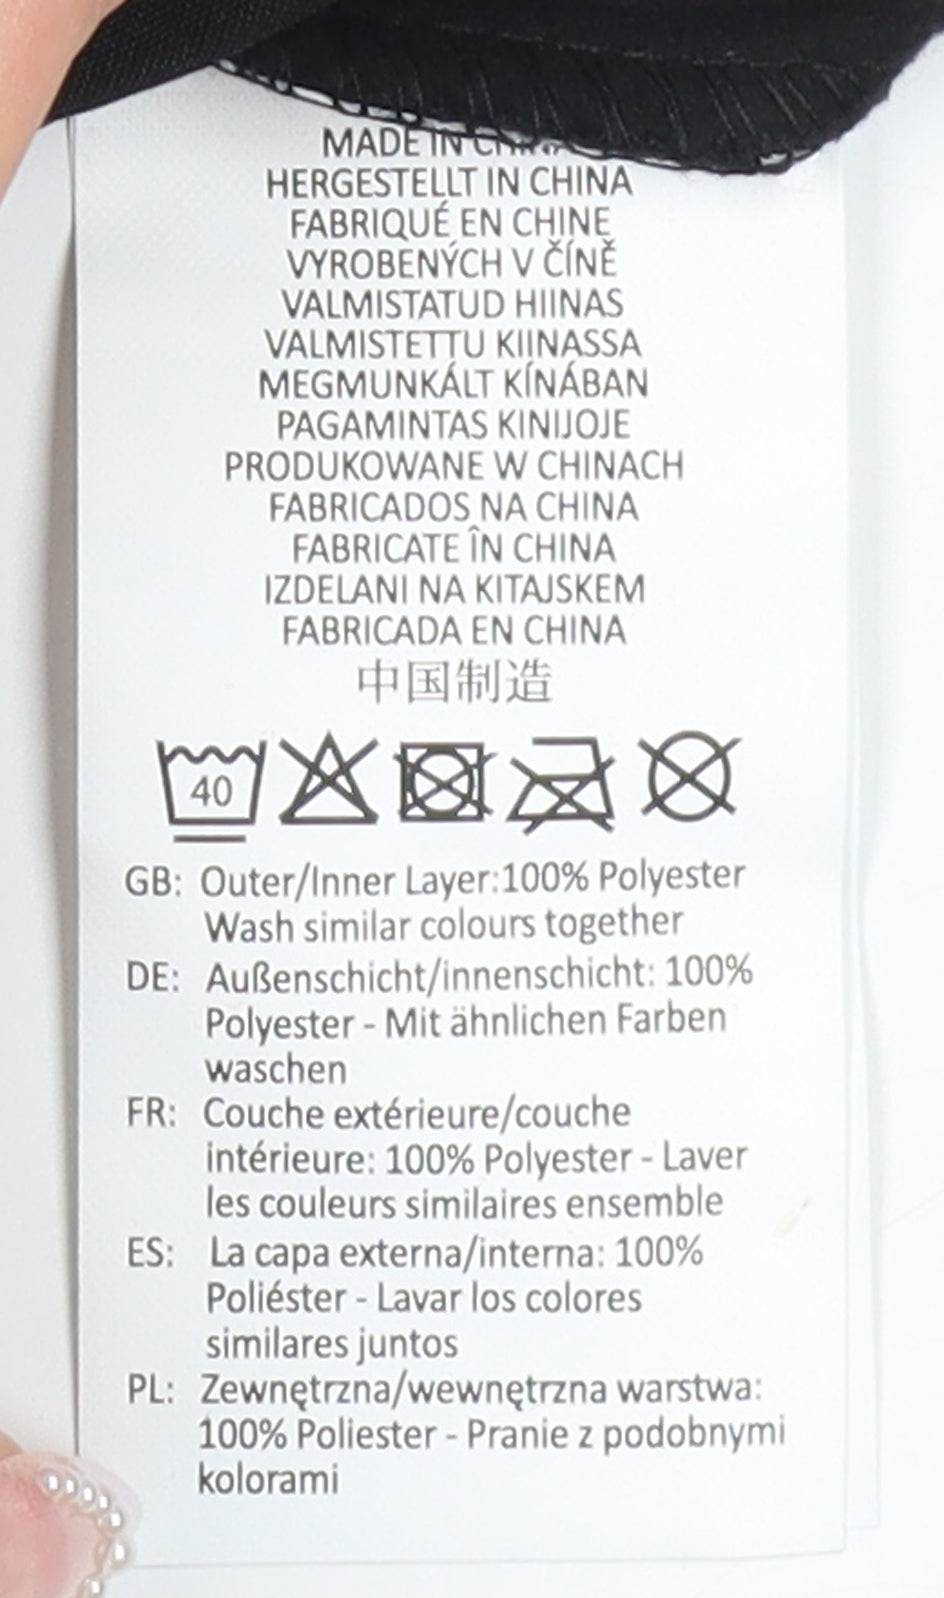 MADE IN CHINA
HERGESTELLT IN CHINA
FABRIQUÉ EN CHINE
VYROBENÝCH V ČÍNĚ
VALMISTATUD HIINAS
VALMISTETTU KIINASSA
MEGMUNKÁLT KÍNÁBAN
PAGAMINTAS KINIJOJE
PRODUKOWANE W CHINACH
FABRICADOS NA CHINA
FABRICATE ÎN CHINA
IZDELANI NA KITAJSKEM
FABRICADA EN CHINA
中国制造
40
GB: Outer/Inner Layer:100% Polyester
Wash similar colours together
DE: Außenschicht/innenschicht: 100%
Polyester - Mit ähnlichen Farben
waschen
FR: Couche extérieure/couche
intérieure: 100% Polyester - Laver
les couleurs similaires ensemble
ES: La capa externa/interna: 100%
Poliéster - Lavar los colores
similares juntos
PL: Zewnętrzna/wewnętrzna warstwa:
100% Poliester - Pranie z podobnymi
kolorami